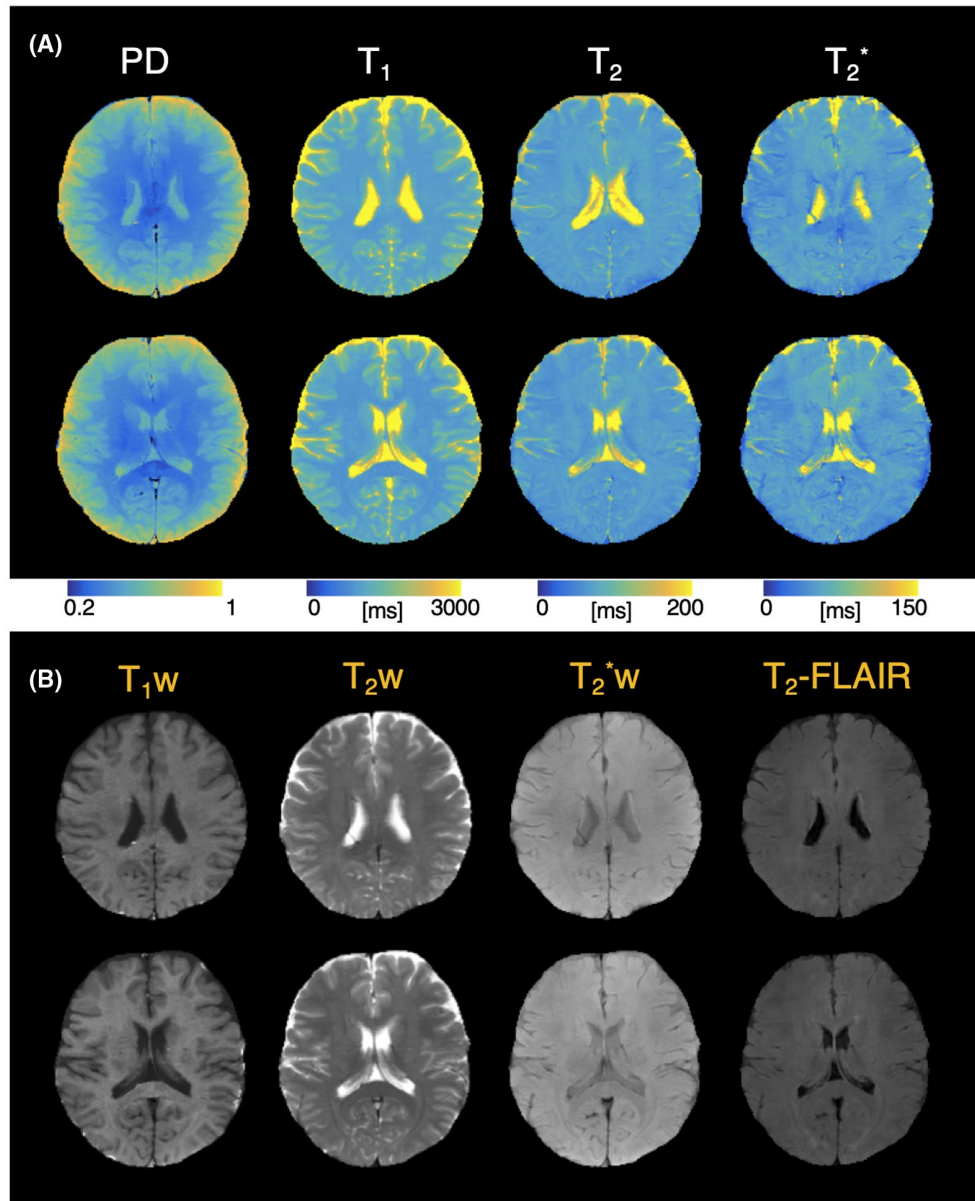 (A)
PD T₁ T₂ T₂*
0.2 1 0 [ms] 3000 0 [ms] 200 0 [ms] 150
(B)
T₁w T₂w T₂*w T₂-FLAIR